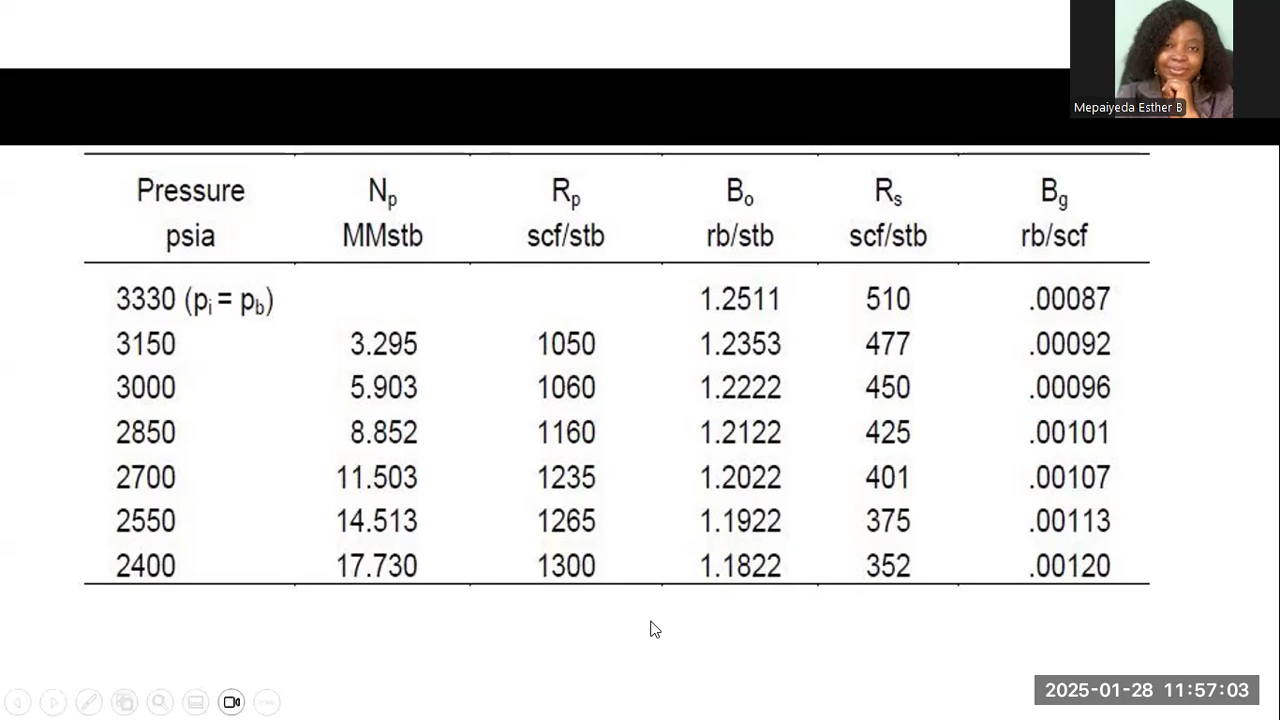 Mepaiyeda Esther B
Pressure Np Rp Bo Rs Bg
psia MMstb scf/stb rb/stb scf/stb rb/scf
3330 (pi = pb) 1.2511 510 .00087
3150 3.295 1050 1.2353 477 .00092
3000 5.903 1060 1.2222 450 .00096
2850 8.852 1160 1.2122 425 .00101
2700 11.503 1235 1.2022 401 .00107
2550 14.513 1265 1.1922 375 .00113
2400 17.730 1300 1.1822 352 .00120
2025-01-28 11:57:03